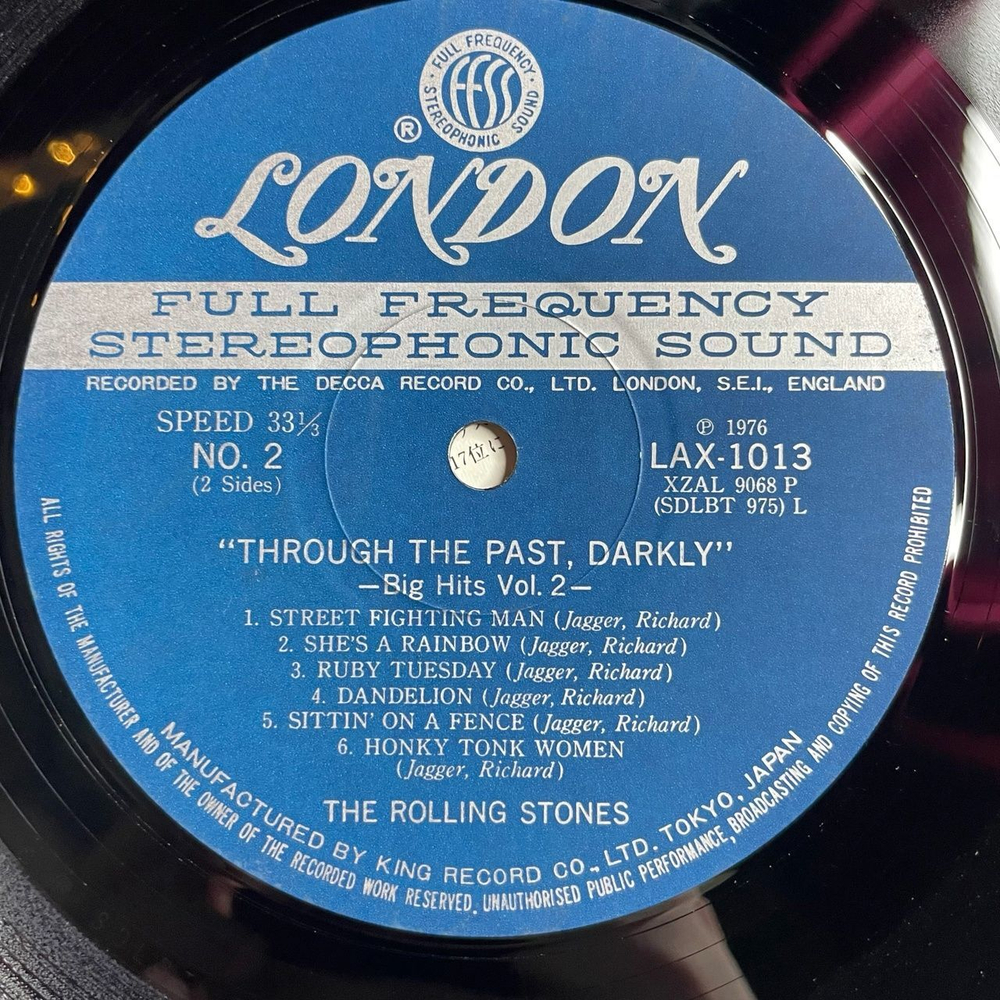 FULL FREQUENCY
ffss
STEREOPHONIC SOUND
®
LONDON
FULL FREQUENCY
STEREOPHONIC SOUND
RECORDED BY THE DECCA RECORD CO., LTD. LONDON, S.E.I., ENGLAND
SPEED 33⅓
NO. 2
(2 Sides)
℗ 1976
LAX-1013
XZAL 9068 P
(SDLBT 975) L
17位に
“THROUGH THE PAST, DARKLY”
—Big Hits Vol. 2—
1. STREET FIGHTING MAN (Jagger, Richard)
2. SHE'S A RAINBOW (Jagger, Richard)
3. RUBY TUESDAY (Jagger, Richard)
4. DANDELION (Jagger, Richard)
5. SITTIN' ON A FENCE (Jagger, Richard)
6. HONKY TONK WOMEN
(Jagger, Richard)
THE ROLLING STONES
MANUFACTURED BY KING RECORD CO., LTD. TOKYO, JAPAN
ALL RIGHTS OF THE MANUFACTURER AND OF THE OWNER OF THE RECORDED WORK RESERVED. UNAUTHORISED PUBLIC PERFORMANCE, BROADCASTING AND COPYING OF THIS RECORD PROHIBITED